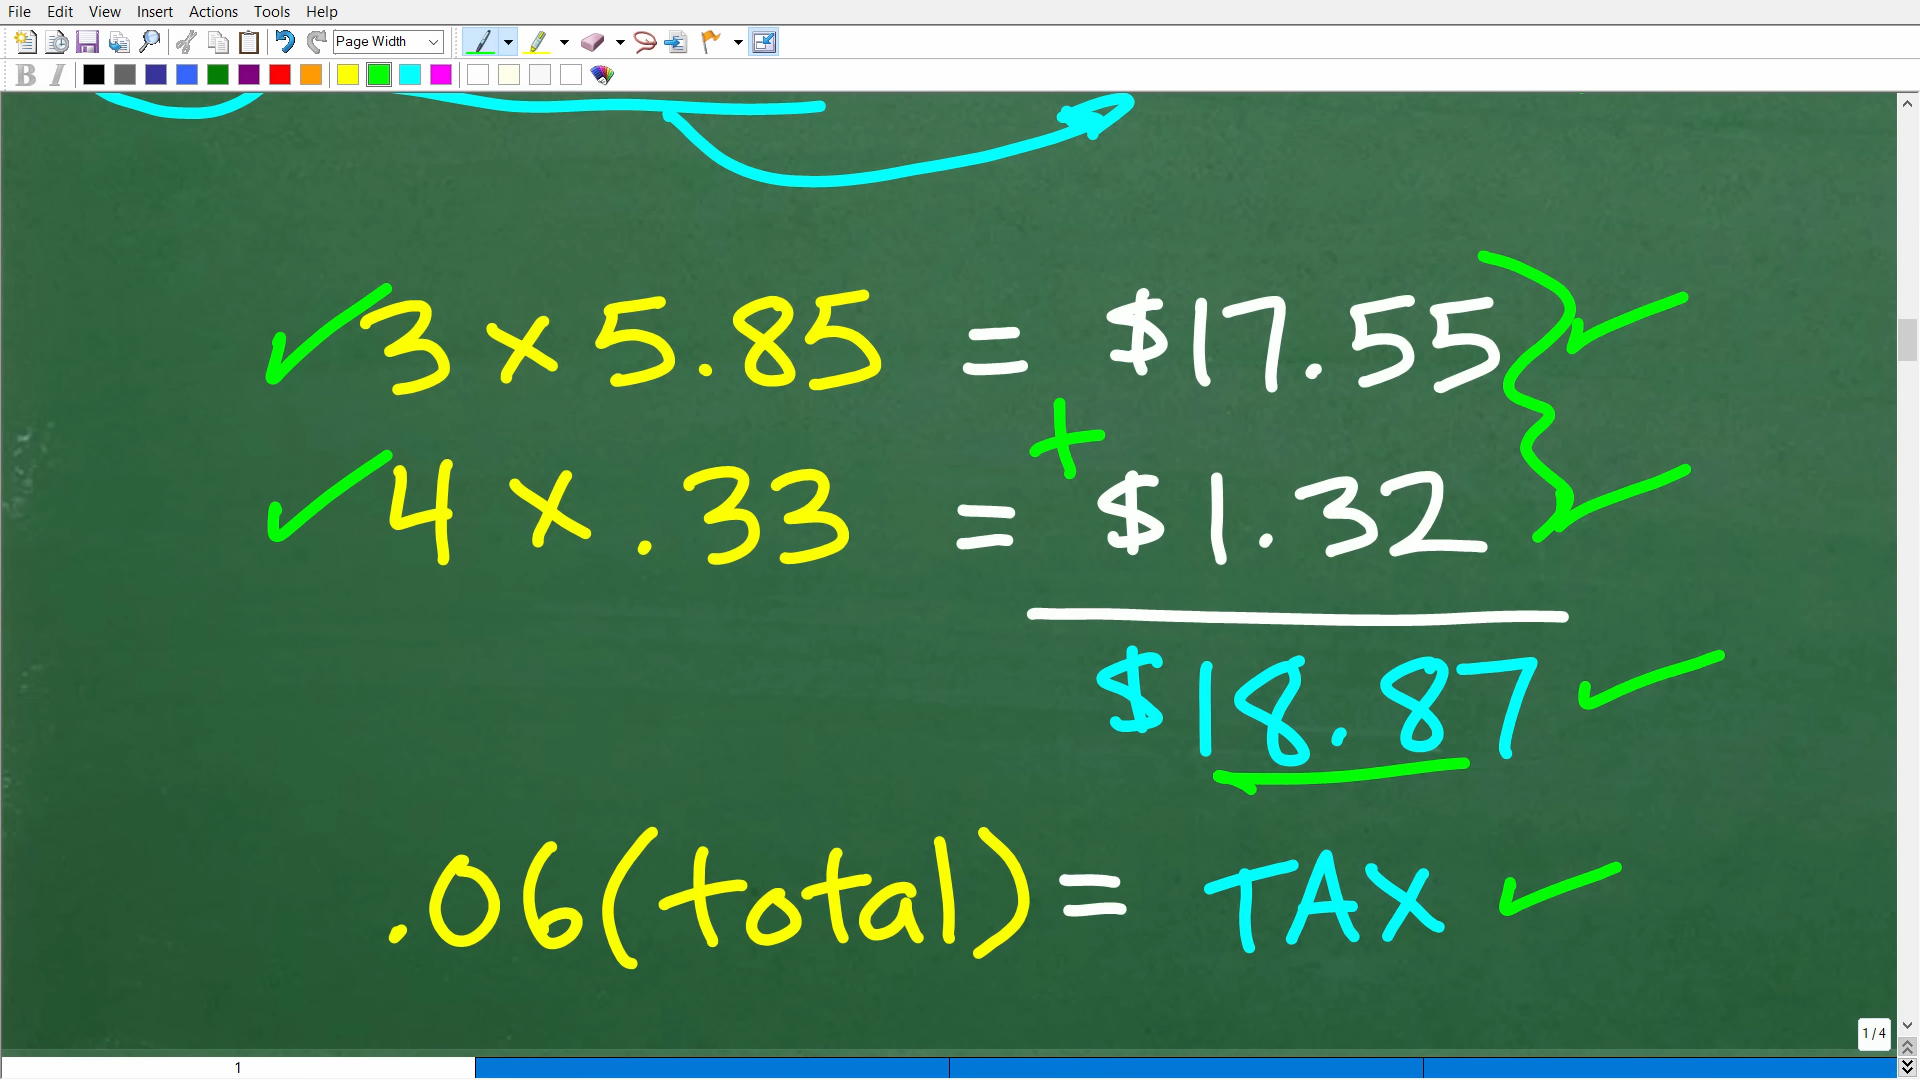 File Edit View Insert Actions Tools Help
Page Width
B I
3 x 5.85 = $17.55
+
4 x .33 = $1.32
$18.87
.06(total) = TAX
1 / 4
1